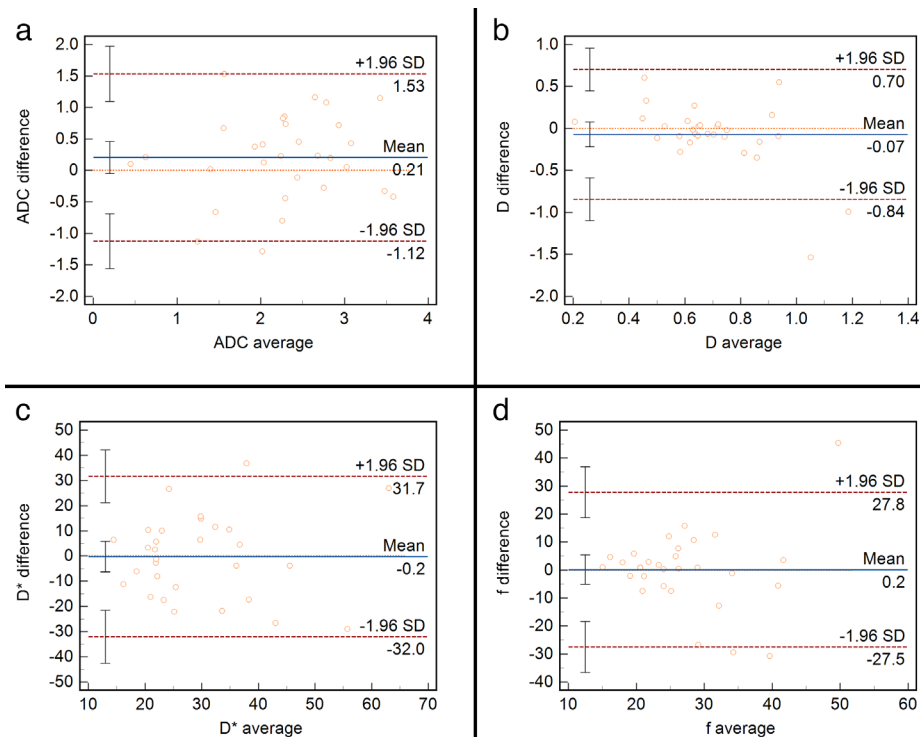 a
2.0
1.5
1.0
0.5
0.0
-0.5
-1.0
-1.5
-2.0
ADC difference
+1.96 SD
1.53
Mean
0.21
-1.96 SD
-1.12
0 1 2 3 4
ADC average
b
1.0
0.5
0
-0.5
-1.0
-1.5
-2.0
D difference
+1.96 SD
0.70
Mean
-0.07
-1.96 SD
-0.84
0.2 0.4 0.6 0.8 1.0 1.2 1.4
D average
c
50
40
30
20
10
0
-10
-20
-30
-40
-50
D* difference
+1.96 SD
31.7
Mean
-0.2
-1.96 SD
-32.0
10 20 30 40 50 60 70
D* average
d
50
40
30
20
10
0
-10
-20
-30
-40
f difference
+1.96 SD
27.8
Mean
0.2
-1.96 SD
-27.5
10 20 30 40 50 60
f average